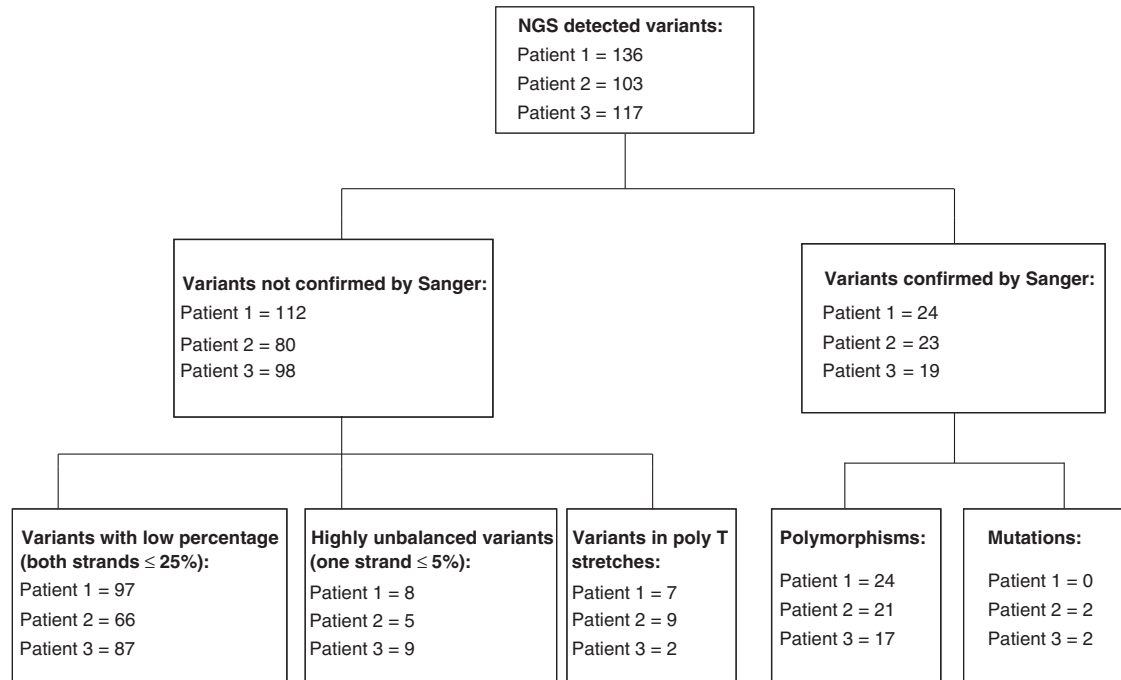 NGS detected variants:
Patient 1 = 136
Patient 2 = 103
Patient 3 = 117
Variants not confirmed by Sanger:
Patient 1 = 112
Patient 2 = 80
Patient 3 = 98
Variants confirmed by Sanger:
Patient 1 = 24
Patient 2 = 23
Patient 3 = 19
Variants with low percentage
(both strands ≤ 25%):
Patient 1 = 97
Patient 2 = 66
Patient 3 = 87
Highly unbalanced variants
(one strand ≤ 5%):
Patient 1 = 8
Patient 2 = 5
Patient 3 = 9
Variants in poly T
stretches:
Patient 1 = 7
Patient 2 = 9
Patient 3 = 2
Polymorphisms:
Patient 1 = 24
Patient 2 = 21
Patient 3 = 17
Mutations:
Patient 1 = 0
Patient 2 = 2
Patient 3 = 2